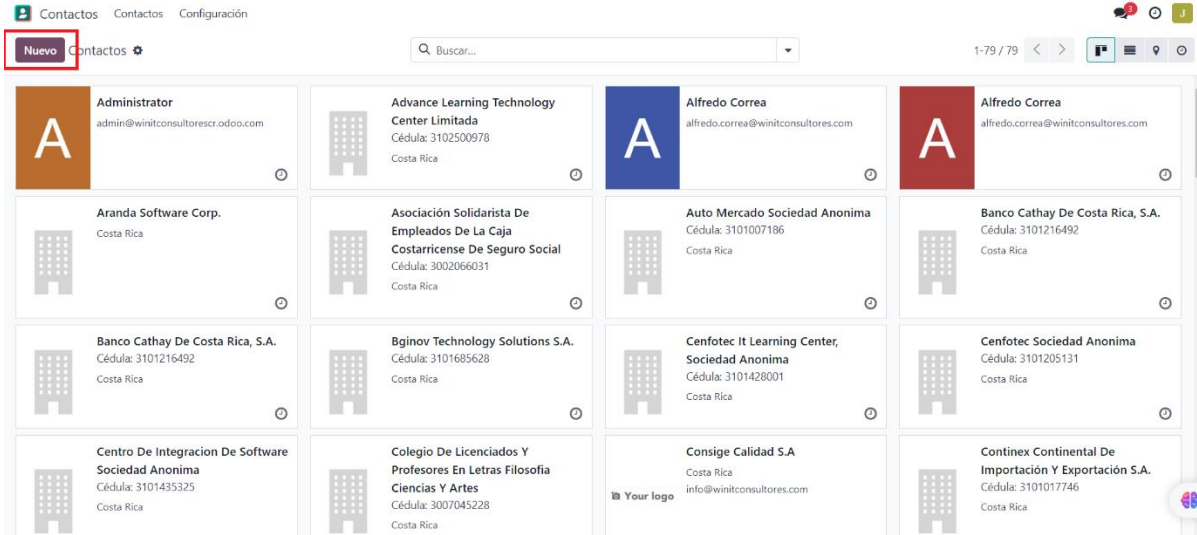 Contactos Contactos Configuración
3
J
Nuevo Contactos
Buscar...
1-79 / 79
A
Administrator
admin@winitconsultorescr.odoo.com
Advance Learning Technology
Center Limitada
Cédula: 3102500978
Costa Rica
A
Alfredo Correa
alfredo.correa@winitconsultores.com
A
Alfredo Correa
alfredo.correa@winitconsultores.com
Aranda Software Corp.
Costa Rica
Asociación Solidarista De
Empleados De La Caja
Costarricense De Seguro Social
Cédula: 3002066031
Costa Rica
Auto Mercado Sociedad Anonima
Cédula: 3101007186
Costa Rica
Banco Cathay De Costa Rica, S.A.
Cédula: 3101216492
Costa Rica
Banco Cathay De Costa Rica, S.A.
Cédula: 3101216492
Costa Rica
Bginov Technology Solutions S.A.
Cédula: 3101685628
Costa Rica
Cenfotec It Learning Center,
Sociedad Anonima
Cédula: 3101428001
Costa Rica
Cenfotec Sociedad Anonima
Cédula: 3101205131
Costa Rica
Centro De Integracion De Software
Sociedad Anonima
Cédula: 3101435325
Costa Rica
Colegio De Licenciados Y
Profesores En Letras Filosofia
Ciencias Y Artes
Cédula: 3007045228
Costa Rica
Your logo
Consige Calidad S.A
Costa Rica
info@winitconsultores.com
Continex Continental De
Importación Y Exportación S.A.
Cédula: 3101017746
Costa Rica